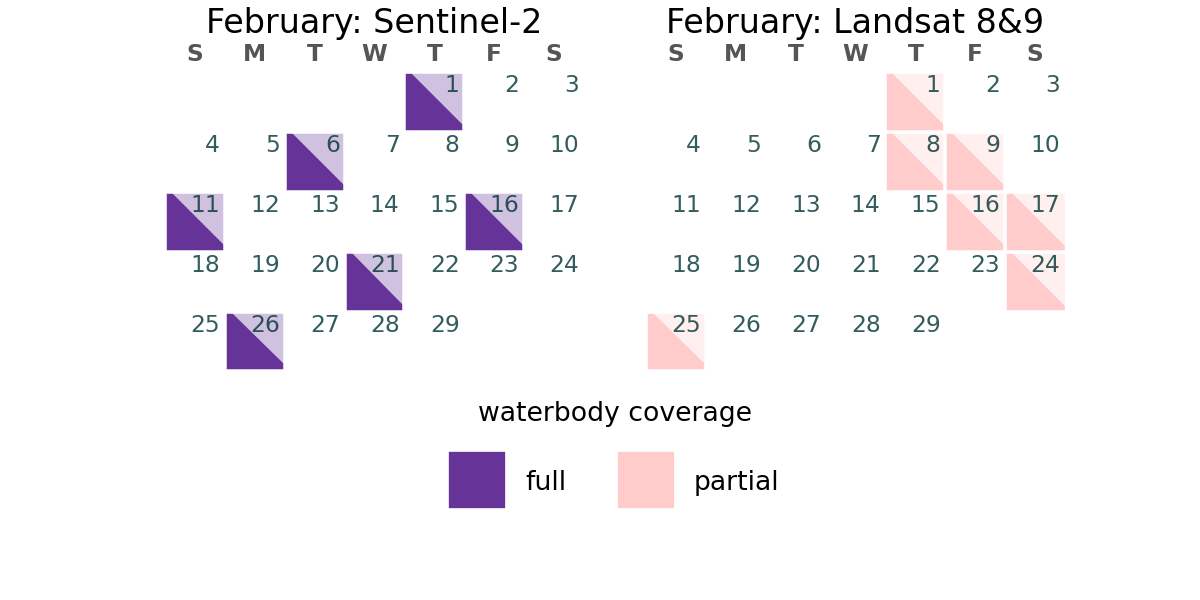 February: Sentinel-2
S M T W T F S
1 2 3
4 5 6 7 8 9 10
11 12 13 14 15 16 17
18 19 20 21 22 23 24
25 26 27 28 29
February: Landsat 8&9
S M T W T F S
1 2 3
4 5 6 7 8 9 10
11 12 13 14 15 16 17
18 19 20 21 22 23 24
25 26 27 28 29
waterbody coverage
full partial